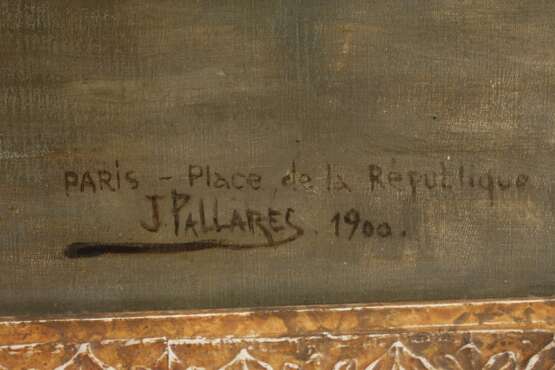 PARIS - Place de la République
J PALLARES. 1900.